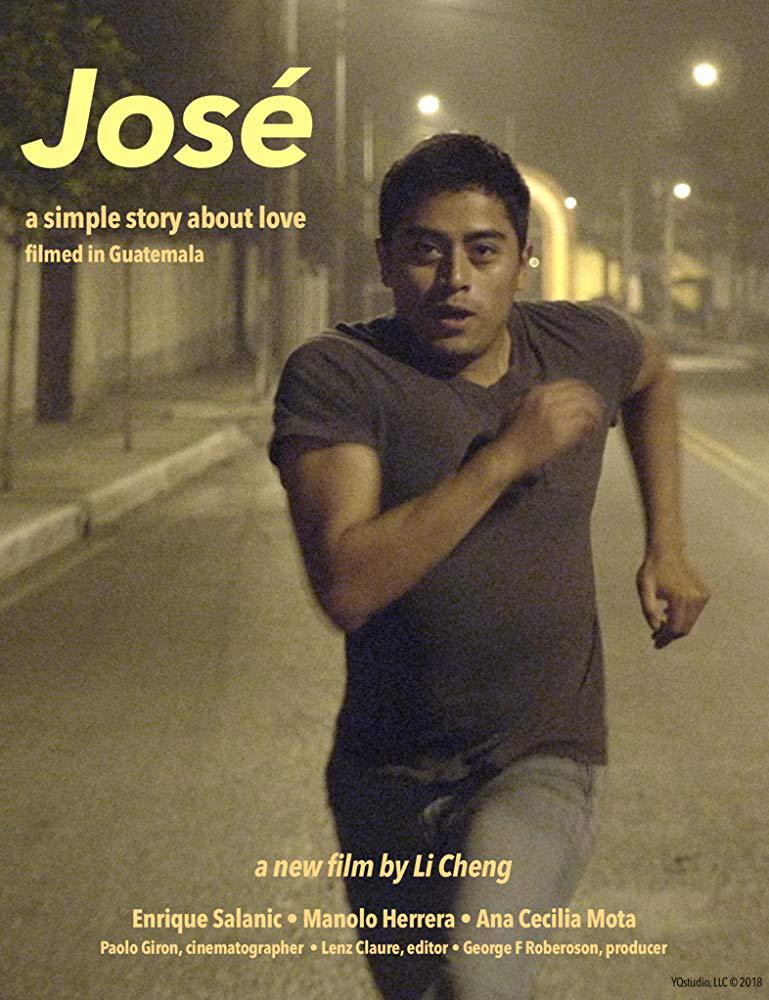 José
a simple story about love
filmed in Guatemala
a new film by Li Cheng
Enrique Salanic • Manolo Herrera • Ana Cecilia Mota
Paolo Giron, cinematographer • Lenz Claure, editor • George F Roberoson, producer
YQstudio, LLC © 2018